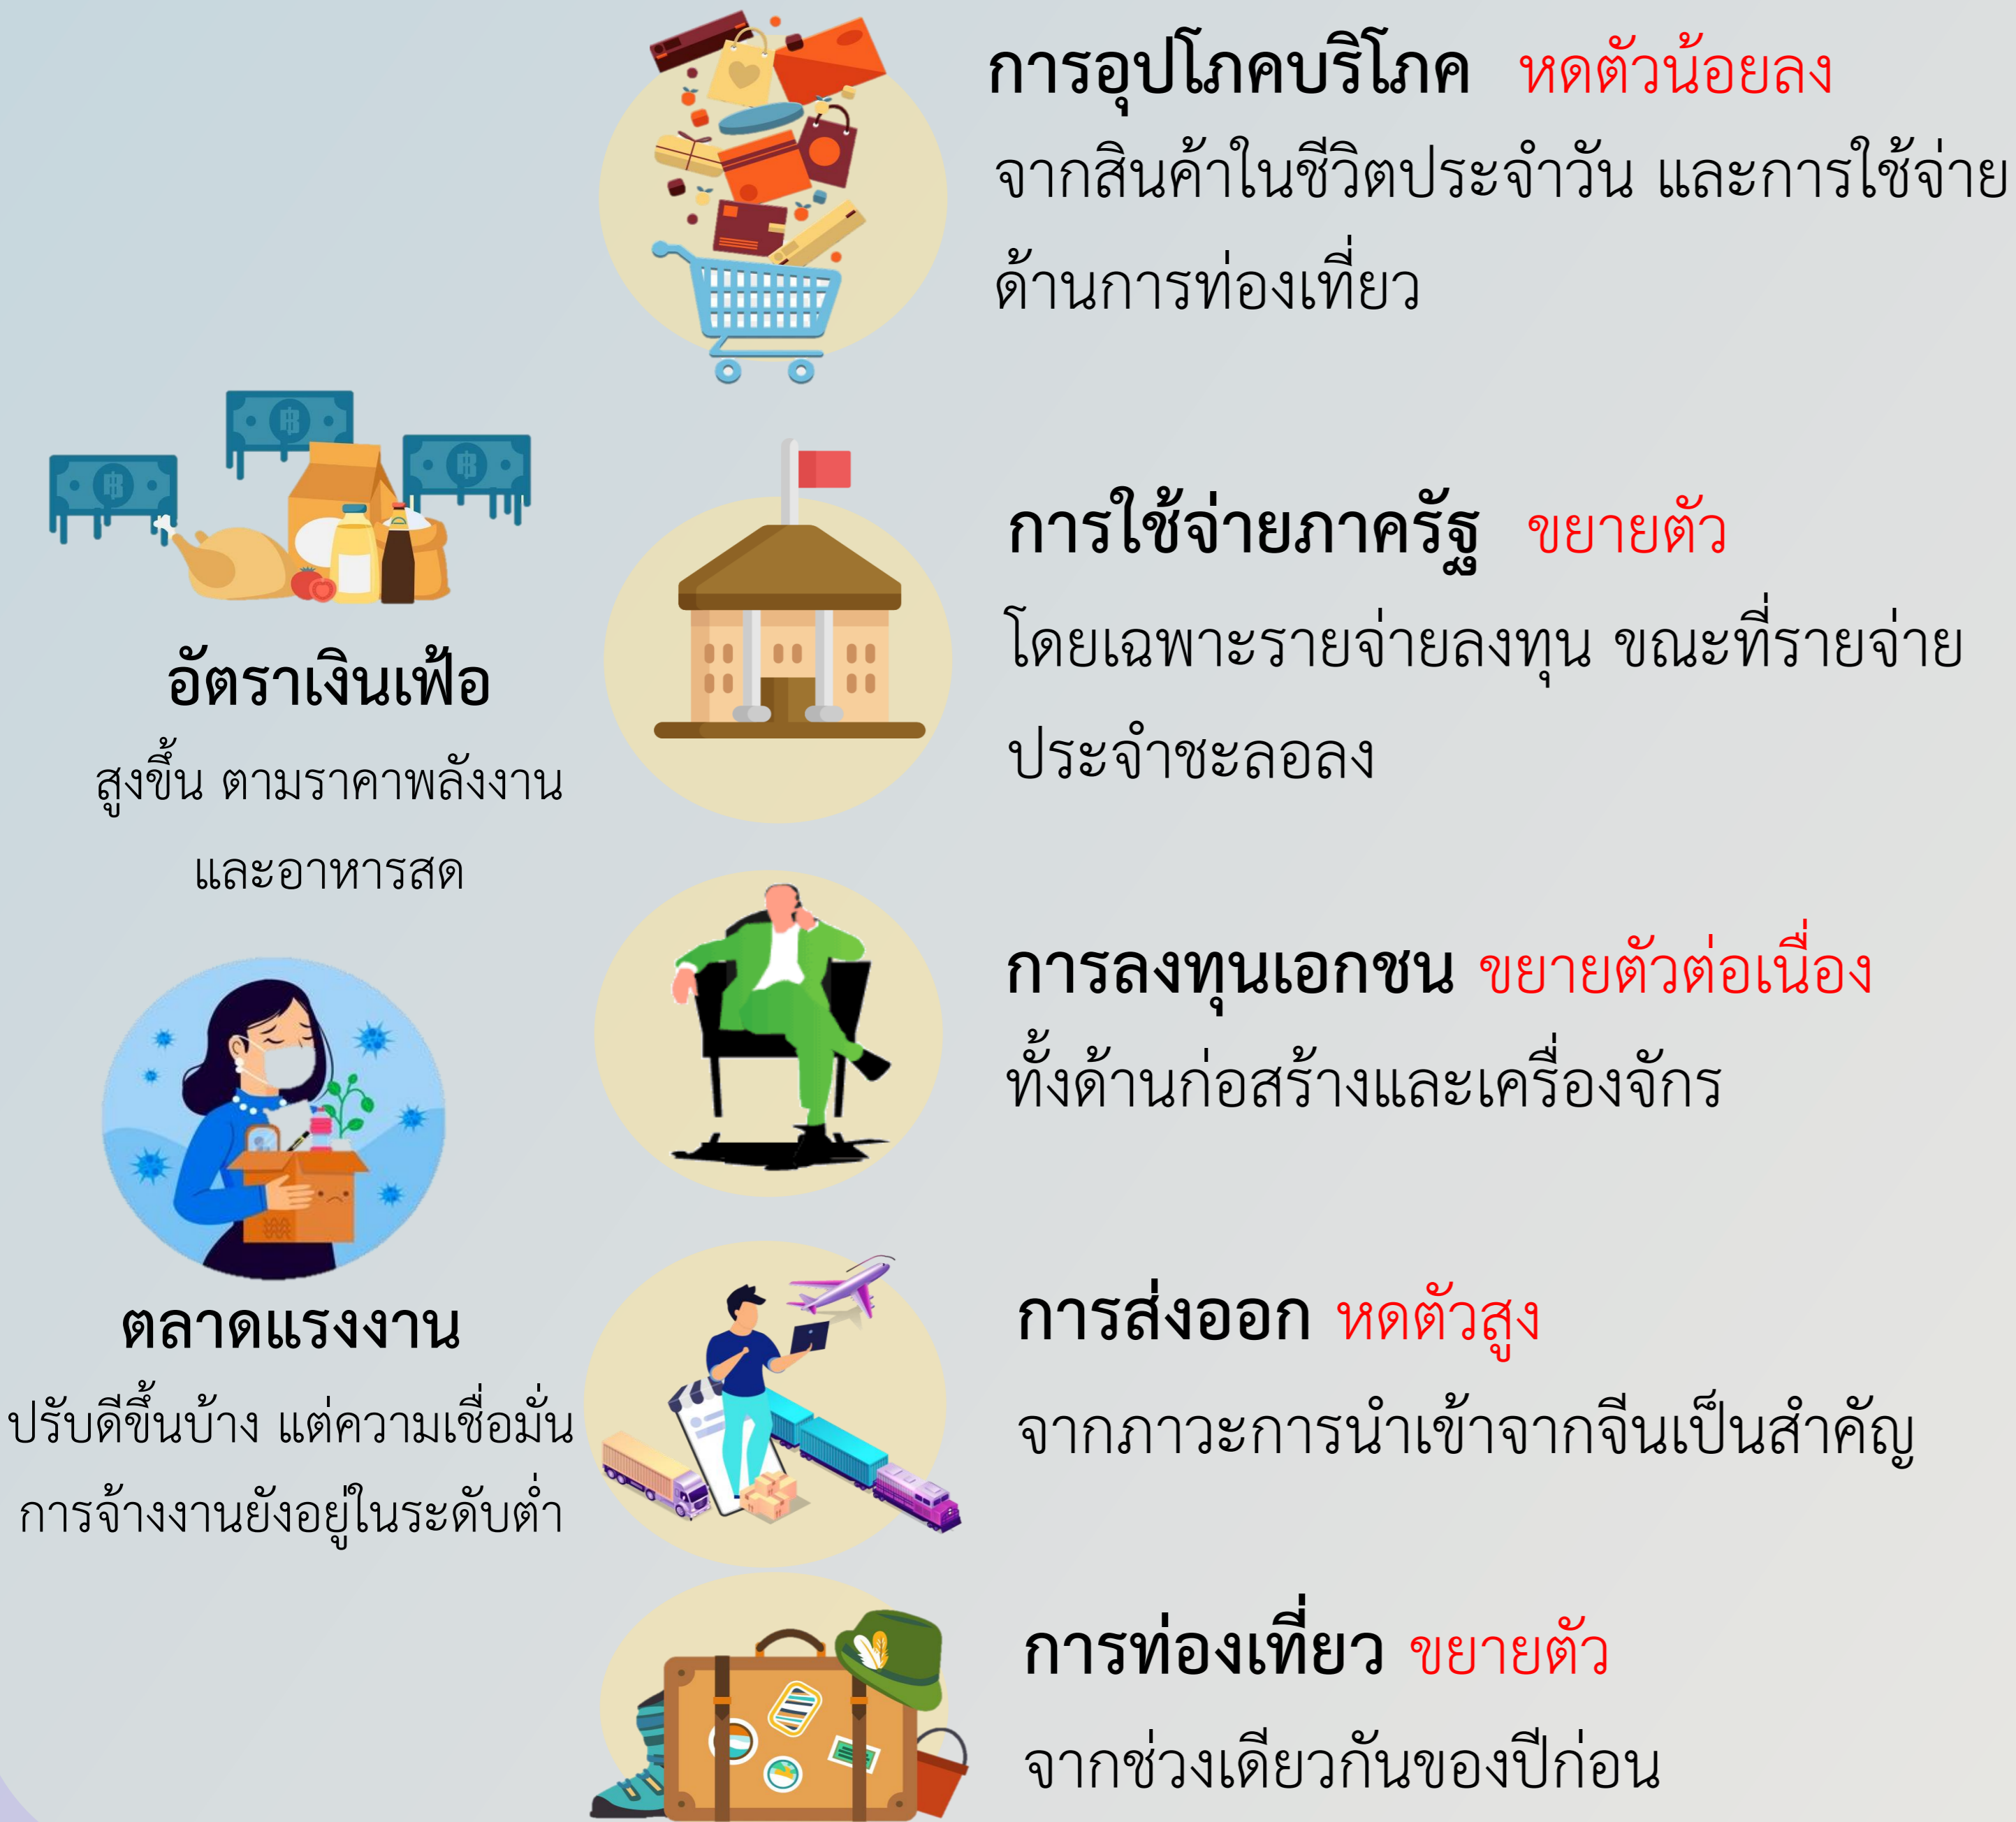 การอุปโภคบริโภค หดตัวน้อยลง
จากสินค้าในชีวิตประจำวัน และการใช้จ่าย
ด้านการท่องเที่ยว
อัตราเงินเฟ้อ
สูงขึ้น ตามราคาพลังงาน
และอาหารสด
การใช้จ่ายภาครัฐ ขยายตัว
โดยเฉพาะรายจ่ายลงทุน ขณะที่รายจ่าย
ประจำชะลอลง
การลงทุนเอกชน ขยายตัวต่อเนื่อง
ทั้งด้านก่อสร้างและเครื่องจักร
ตลาดแรงงาน
ปรับดีขึ้นบ้าง แต่ความเชื่อมั่น
การจ้างงานยังอยู่ในระดับต่ำ
การส่งออก หดตัวสูง
จากภาวะการนำเข้าจากจีนเป็นสำคัญ
การท่องเที่ยว ขยายตัว
จากช่วงเดียวกันของปีก่อน